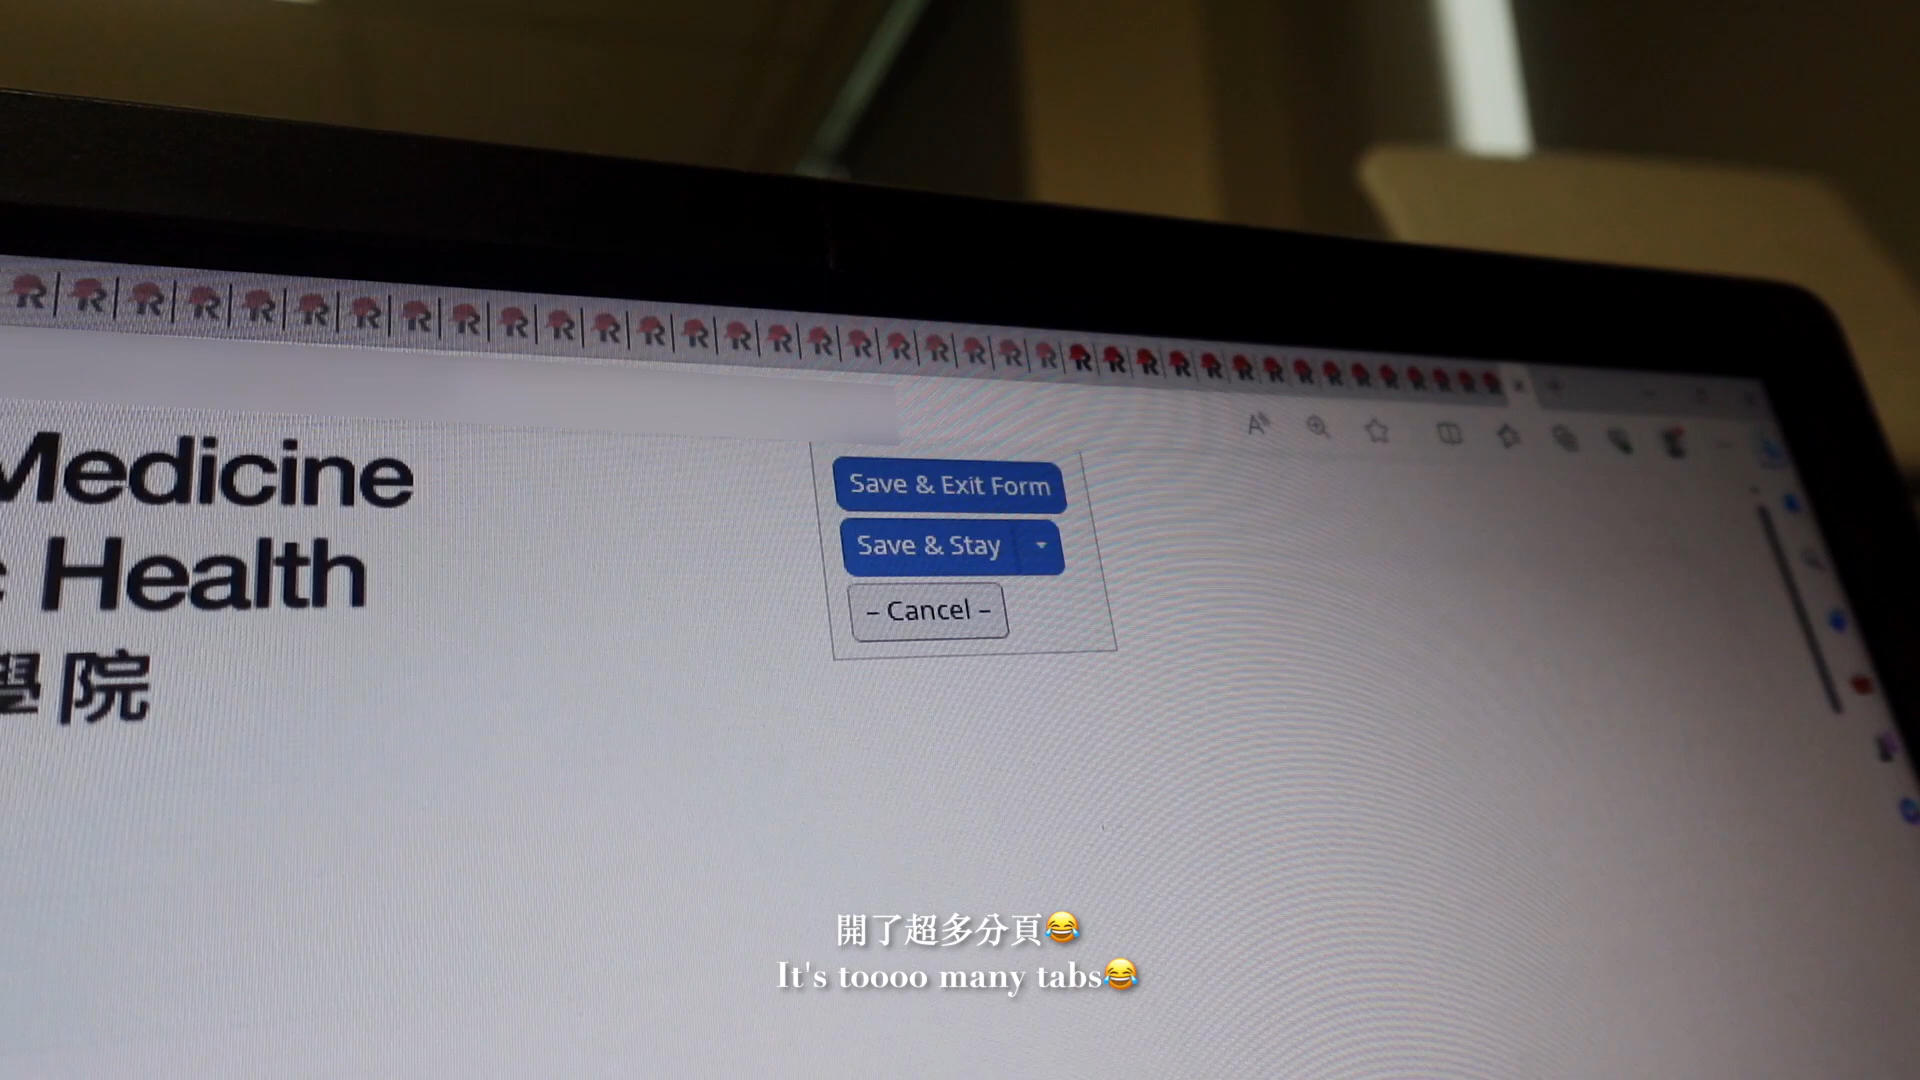 Medicine
Health
學院
Save & Exit Form
Save & Stay
– Cancel –
開了超多分頁😂
It's toooo many tabs😂